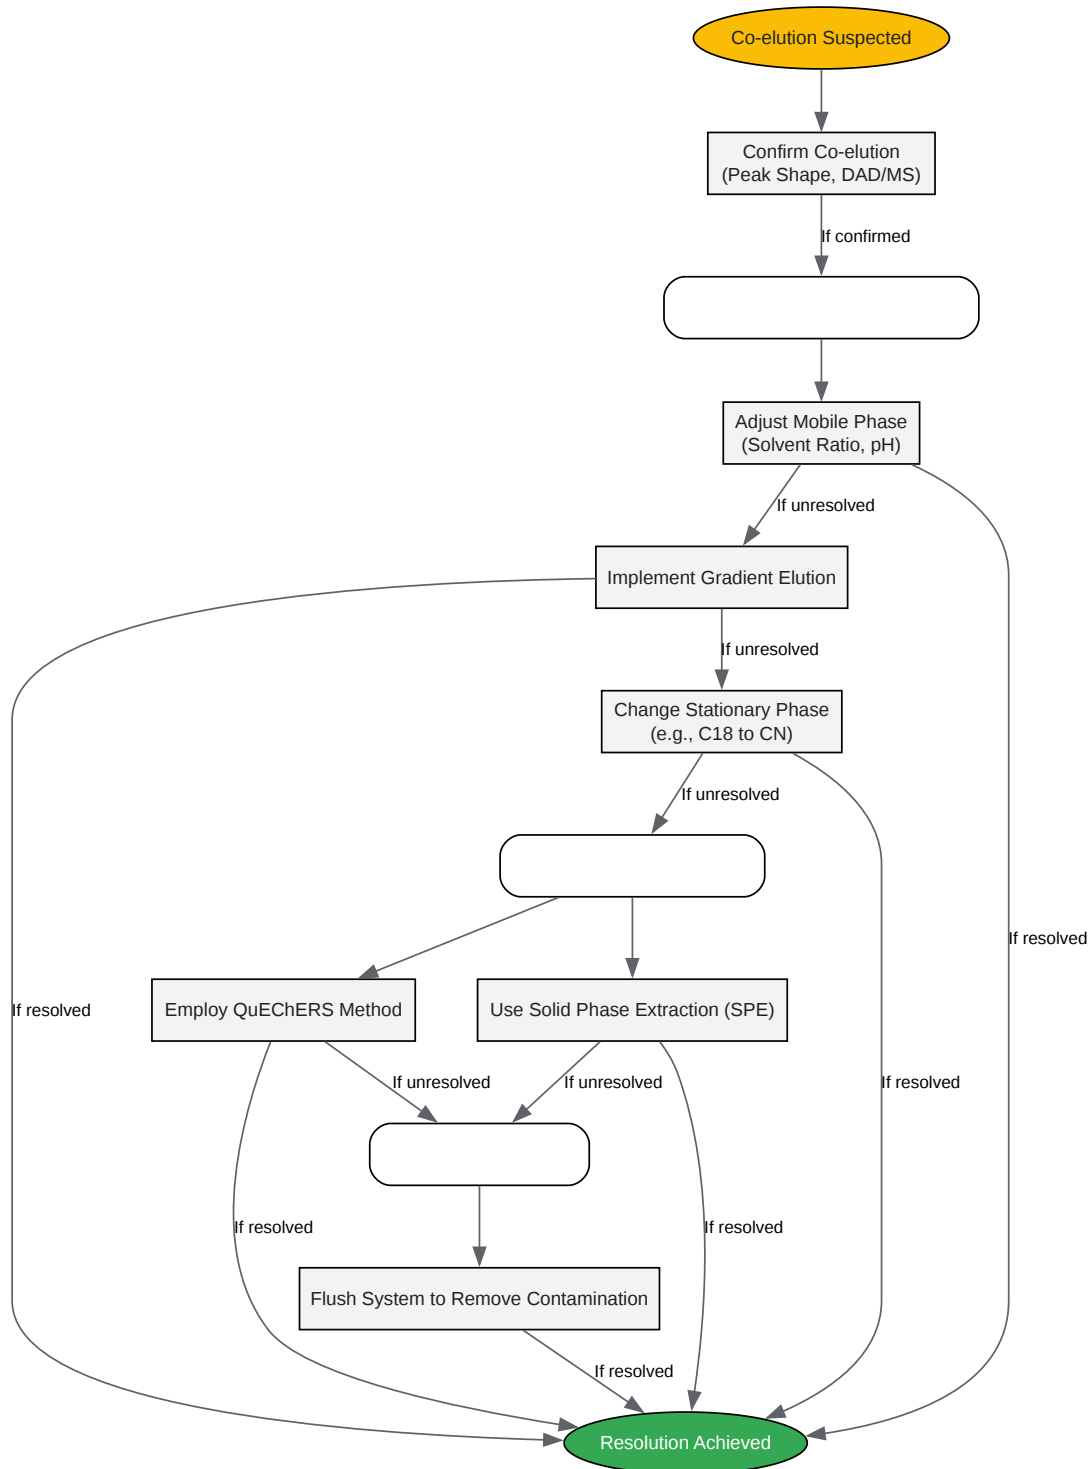 Co-elution Suspected
Confirm Co-elution
(Peak Shape, DAD/MS)
If confirmed
Adjust Mobile Phase
(Solvent Ratio, pH)
If unresolved
Implement Gradient Elution
If unresolved
Change Stationary Phase
(e.g., C18 to CN)
If unresolved
If resolved
Employ QuEChERS Method
Use Solid Phase Extraction (SPE)
If resolved
If unresolved
If unresolved
If resolved
If resolved
If resolved
Flush System to Remove Contamination
If resolved
Resolution Achieved